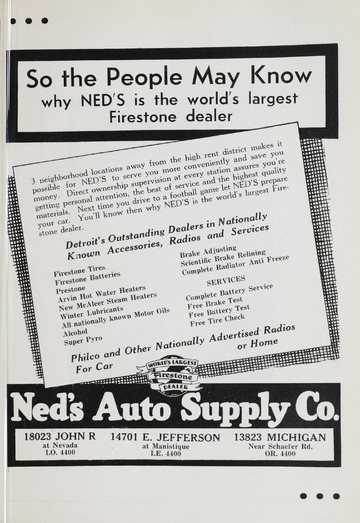 So the People May Know
why NED'S is the world's largest
Firestone dealer
3 neighborhood locations away from the high rent district makes it
possible for NED'S to serve you more conveniently and save you
money. Direct ownership supervision at every station assures you're
getting personal attention, the best of service and the highest quality
materials. Next time you drive to a football game let NED'S prepare
your car. You'll know then why NED'S is the world's largest Fire-
stone dealer.
Detroit's Outstanding Dealers in Nationally
Known Accessories, Radios and Services
Firestone Tires
Firestone Batteries
Prestone
Arvin Hot Water Heaters
New McAleer Steam Heaters
Winter Lubricants
All nationally known Motor Oils
Alcohol
Super Pyro
Brake Adjusting
Scientific Brake Relining
Complete Radiator Anti Freeze
SERVICES
Complete Battery Service
Free Brake Test
Free Battery Test
Free Tire Check
Philco and Other Nationally Advertised Radios
For Car or Home
WORLD'S LARGEST
Firestone
DEALER
Ned's Auto Supply Co.
18023 JOHN R
at Nevada
LO. 4400
14701 E. JEFFERSON
at Manistique
LE. 4400
13823 MICHIGAN
Near Schaefer Rd.
OR. 4400